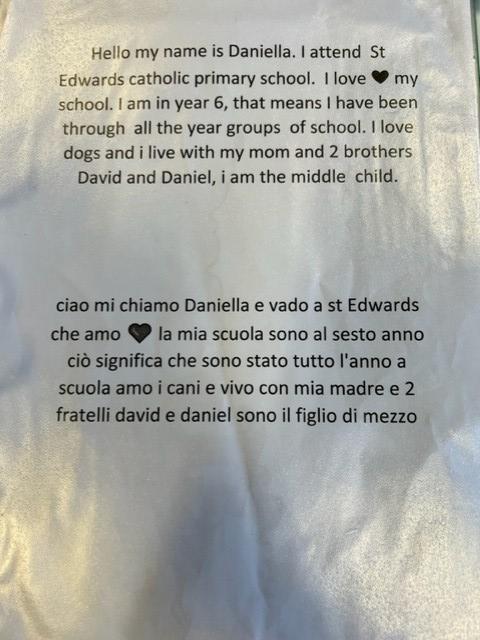 Hello my name is Daniella. I attend St
Edwards catholic primary school. I love ♥ my
school. I am in year 6, that means I have been
through all the year groups of school. I love
dogs and i live with my mom and 2 brothers
David and Daniel, i am the middle child.
ciao mi chiamo Daniella e vado a st Edwards
che amo ♥ la mia scuola sono al sesto anno
ciò significa che sono stato tutto l'anno a
scuola amo i cani e vivo con mia madre e 2
fratelli david e daniel sono il figlio di mezzo